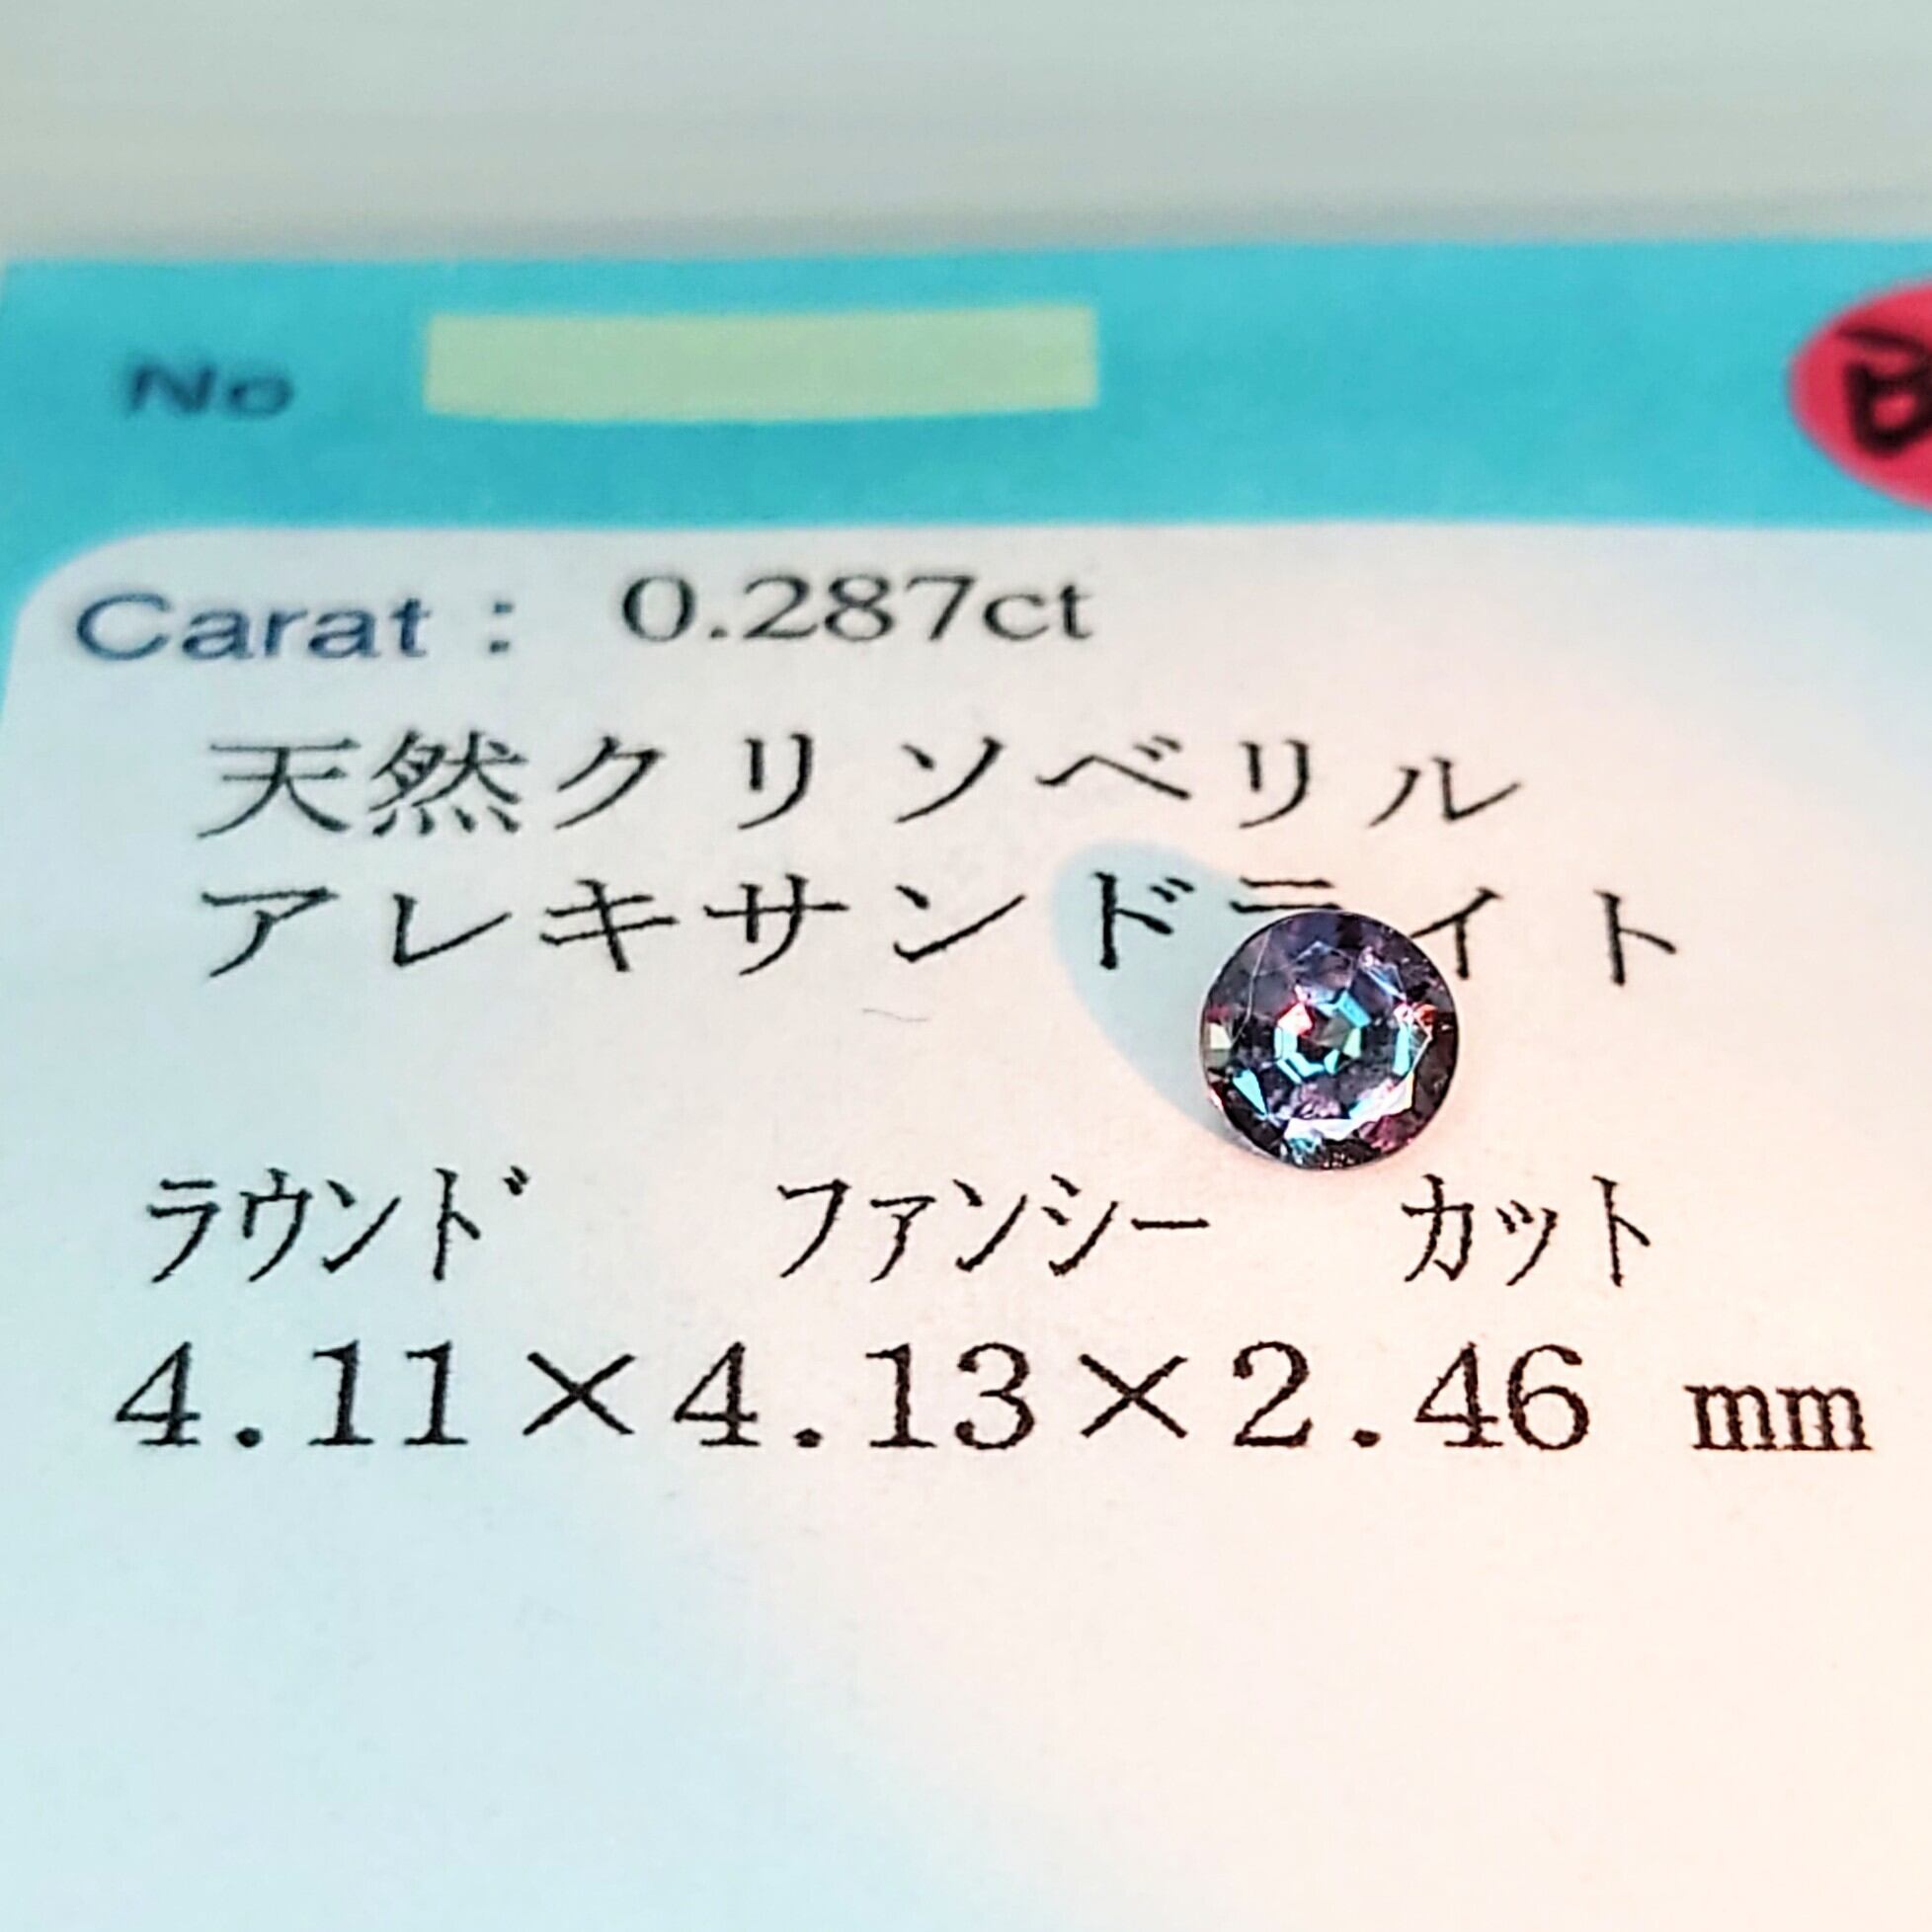 No
B
Carat : 0.287ct
天然クリソベリル
アレキサンドライト
ラウンド ファンシー カット
4.11×4.13×2.46 mm